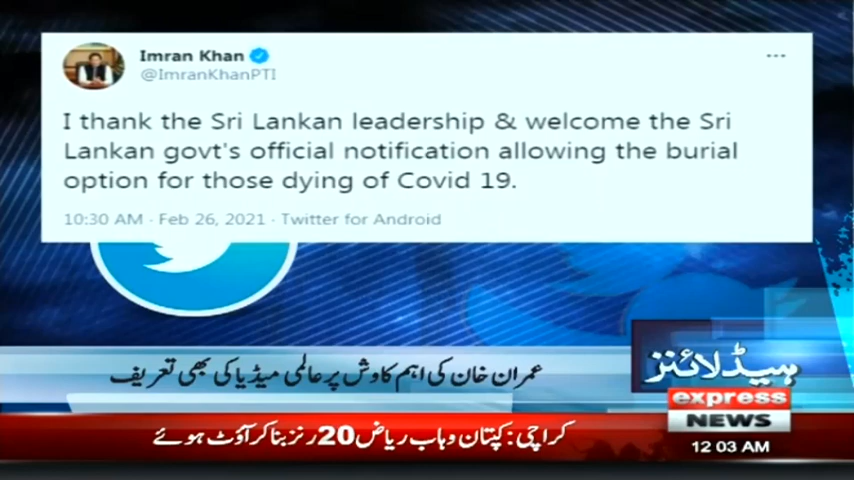 Imran Khan
@ImranKhanPTI
I thank the Sri Lankan leadership & welcome the Sri
Lankan govt's official notification allowing the burial
option for those dying of Covid 19.
10:30 AM · Feb 26, 2021 · Twitter for Android
عمران خان کی اہم کاوش پر عالمی میڈیا کی بھی تعریف
ہیڈلائنز
express
NEWS
12:03 AM
کراچی: کپتان وہاب ریاض 20 رنز بنا کر آؤٹ ہوئے